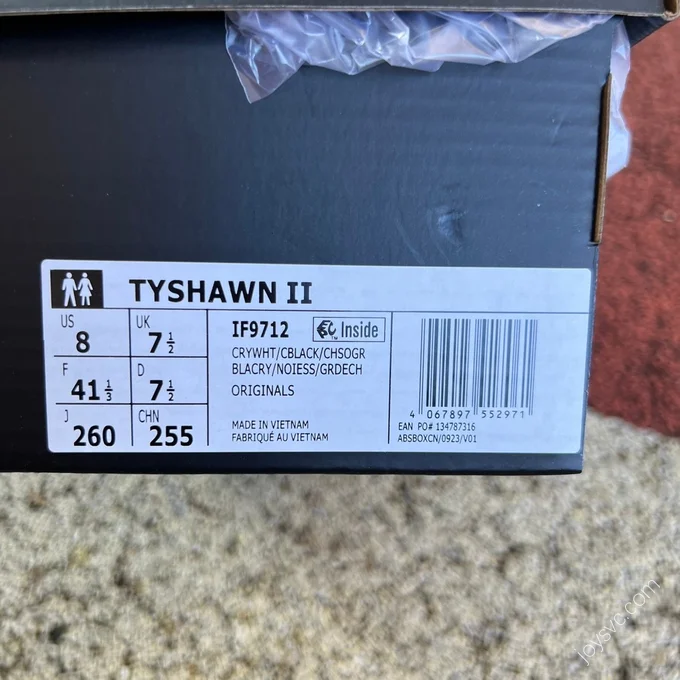 TYSHAWN II
US
8
UK
7 1/2
F
41 1/3
D
7 1/2
J
260
CHN
255
IF9712
Inside
CRYWHT/CBLACK/CHSOGR
BLACRY/NOIESS/GRDECH
ORIGINALS
MADE IN VIETNAM
FABRIQUÉ AU VIETNAM
4 067897 552971
EAN PO# 134787316
ABSBOXCN/0923/V01
joysvc.com